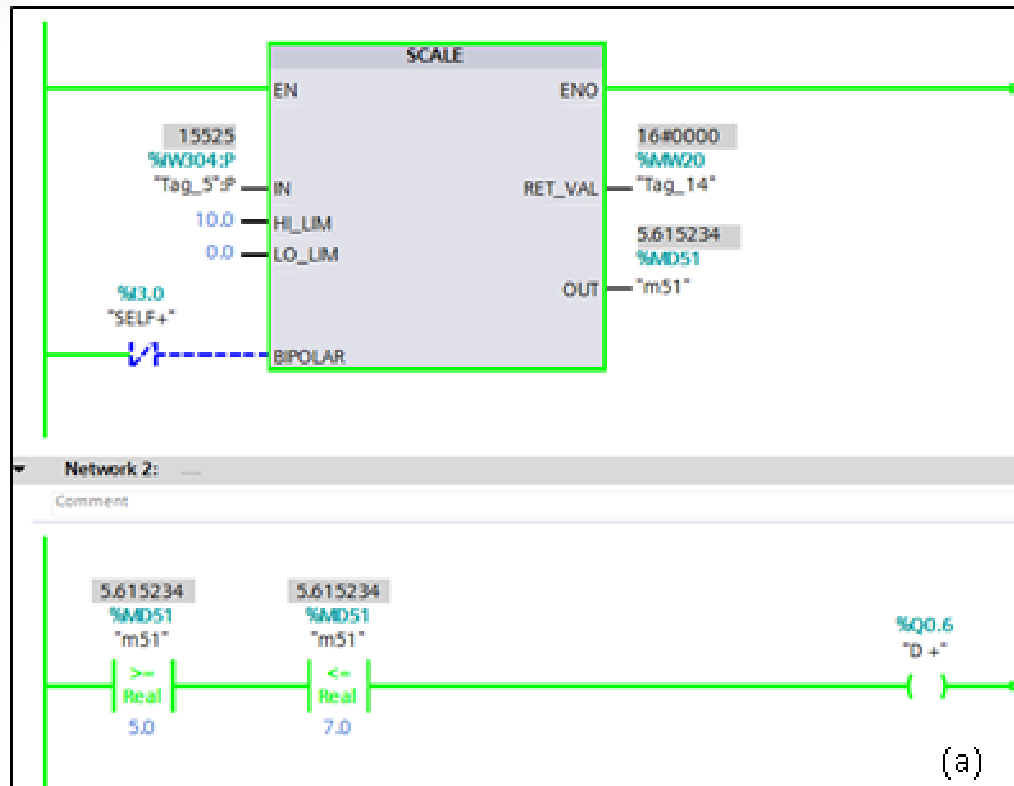 SCALE
EN ENO
15525
%IW304:P
"Tag_5":P IN
10.0 HI_LIM
0.0 LO_LIM
16#0000
%MW20
RET_VAL "Tag_14"
5.615234
%MD51
OUT "m51"
%I3.0
"SELF+"
BIPOLAR
Network 2: ....
Comment
5.615234
%MD51
"m51"
>=
Real
5.0
5.615234
%MD51
"m51"
<=
Real
7.0
%Q0.6
"D +"
(a)